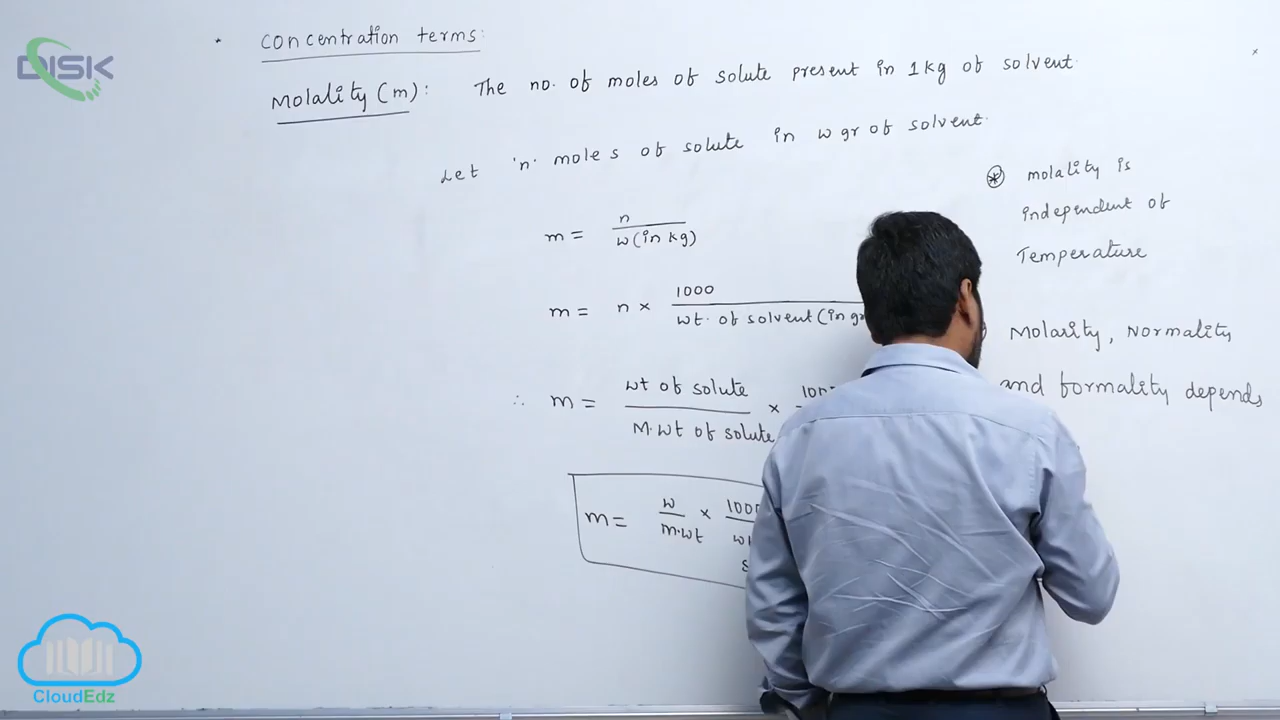 DISK
Concentration terms:
Molality (m): The no. of moles of solute present in 1kg of solvent.
Let 'n' moles of solute in w gr of solvent.
m = n / w (in kg)
m = n × 1000 / wt. of solvent (in gr
∴ m = wt of solute / M.wt of solute ×
m = w / m.wt × 1000
* molality is
independent of
Temperature
Molarity, Normality
and formality depends
CloudEdz